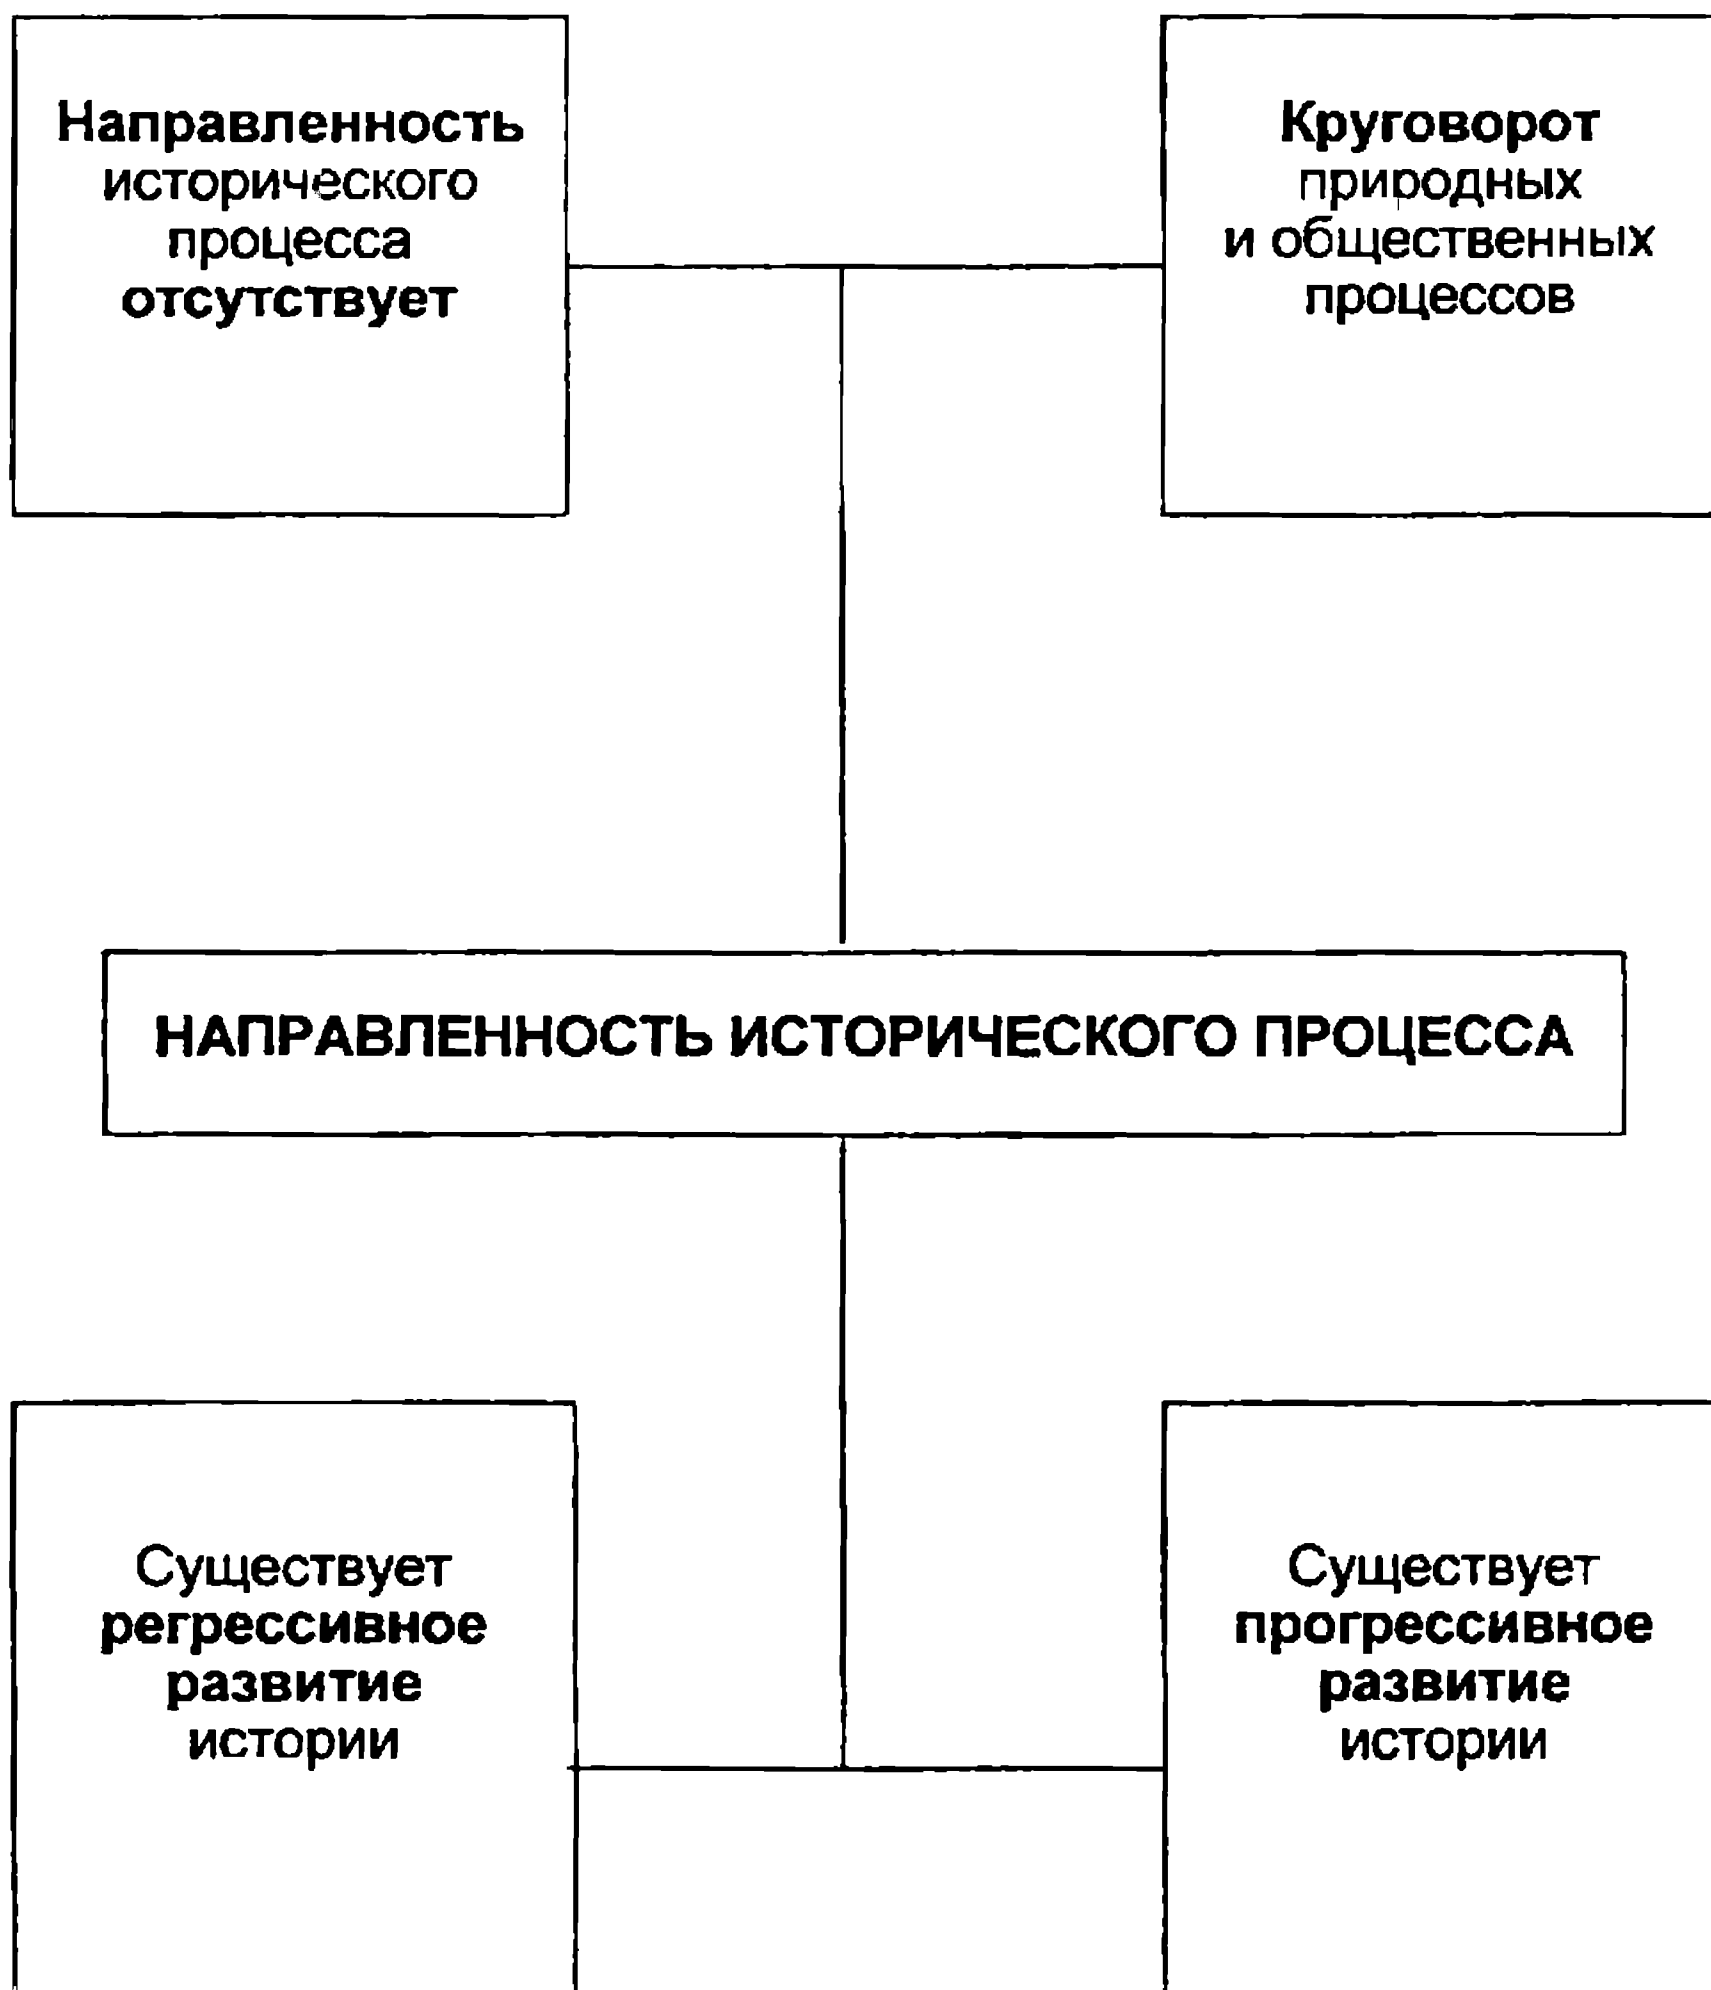 Направленность
исторического
процесса
отсутствует
Круговорот
природных
и общественных
процессов
НАПРАВЛЕННОСТЬ ИСТОРИЧЕСКОГО ПРОЦЕССА
Существует
регрессивное
развитие
истории
Существует
прогрессивное
развитие
истории